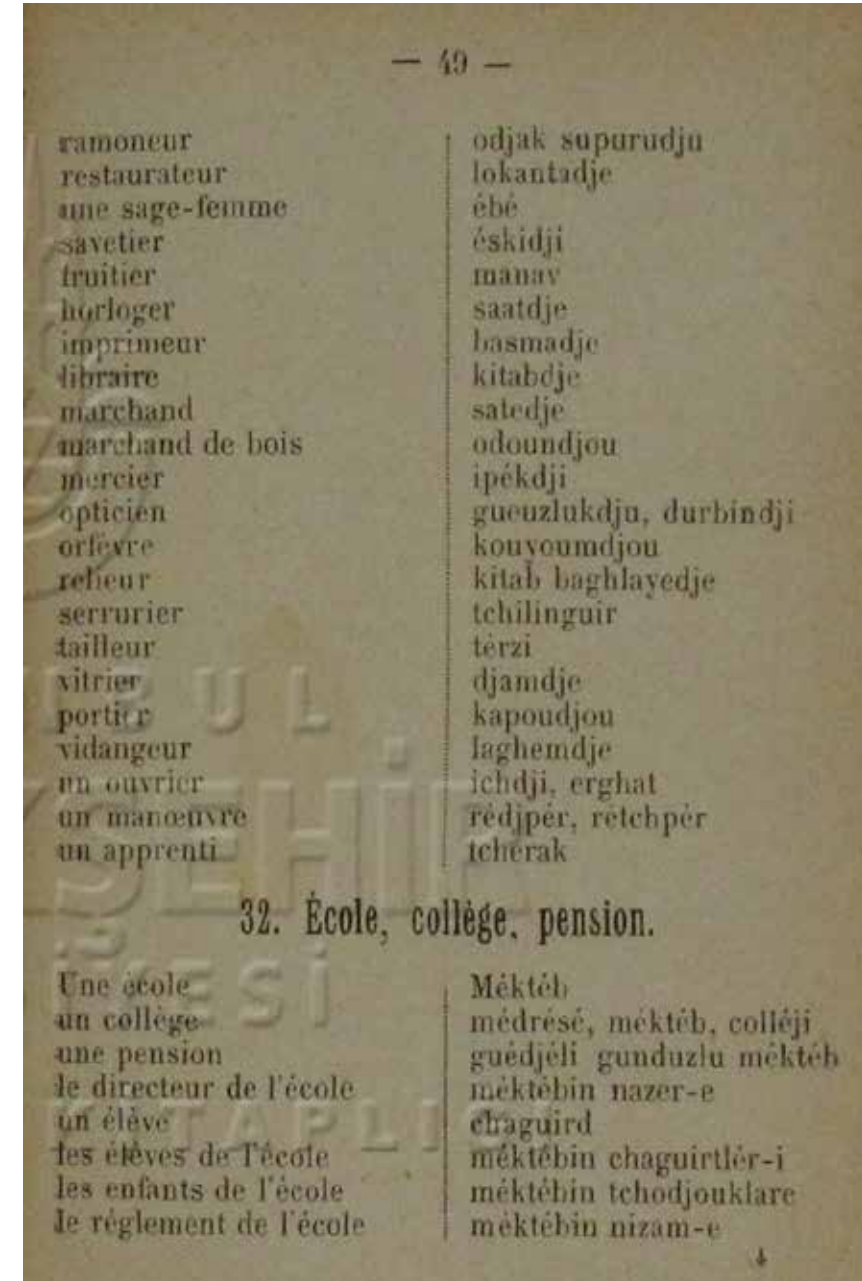 — 49 —
ramoneur odjak supurudju
restaurateur lokantadje
une sage-femme ébé
savetier éskidji
fruitier manav
horloger saatdje
imprimeur basmadje
libraire kitabdje
marchand satedje
marchand de bois odoundjou
mercier ipékdji
opticien gueuzlukdju, durbindji
orfèvre kouyoumdjou
relieur kitab baghlayedje
serrurier tchilinguir
tailleur térzi
vitrier djamdje
portier kapoudjou
vidangeur laghemdje
un ouvrier ichdji, erghat
un manœuvre rédjpér, rétchpér
un apprenti tchérak
32. École, collège, pension.
Une école Méktéb
un collège médrésé, méktéb, colléji
une pension guédjéli gunduzlu méktéb
le directeur de l'école méktébin nazer-e
un élève chaguird
les élèves de l'école méktébin chaguirtlér-i
les enfants de l'école méktébin tchodjouklare
le règlement de l'école méktébin nizam-e